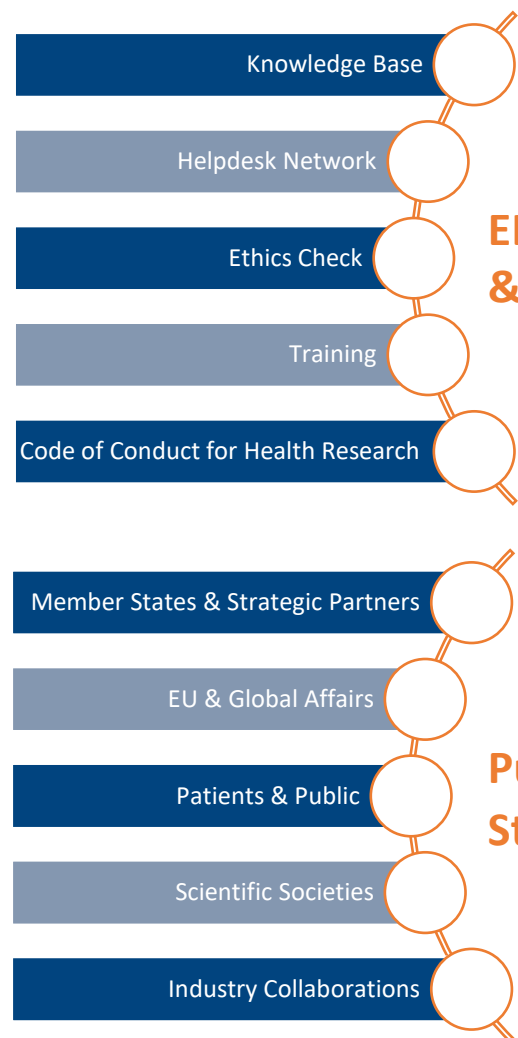 Knowledge Base
Helpdesk Network
Ethics Check
Training
Code of Conduct for Health Research
&
Member States & Strategic Partners
EU & Global Affairs
Patients & Public
Scientific Societies
Industry Collaborations